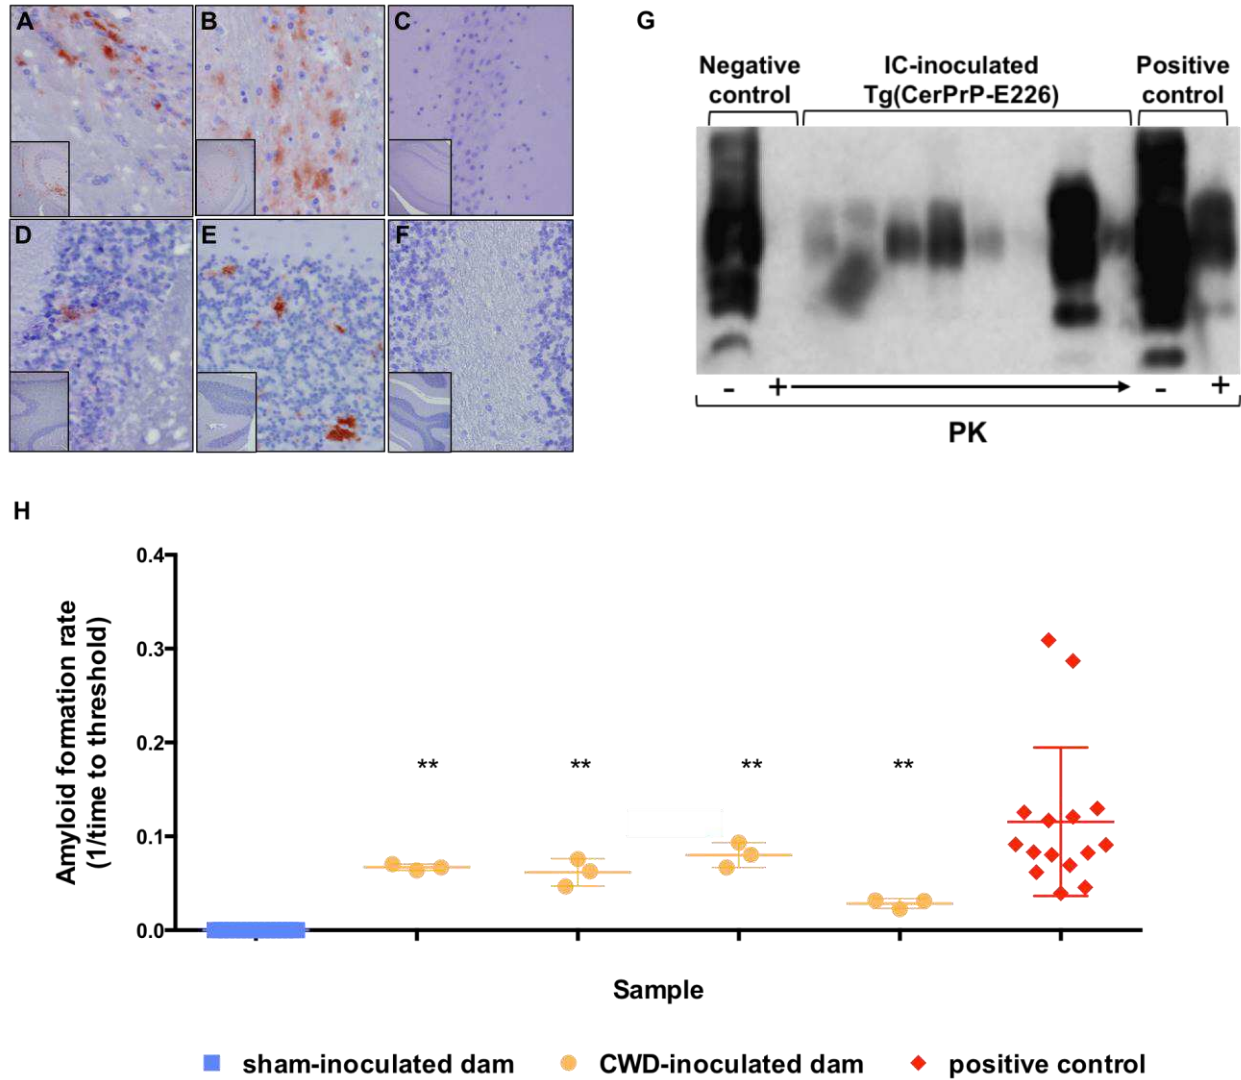 A
B
C
D
E
F
G
Negative
control
IC-inoculated
Tg(CerPrP-E226)
Positive
control
- + - +
PK
H
0.4
0.3
0.2
0.1
0.0
Amyloid formation rate
(1/time to threshold)
** ** ** **
Sample
sham-inoculated dam CWD-inoculated dam positive control